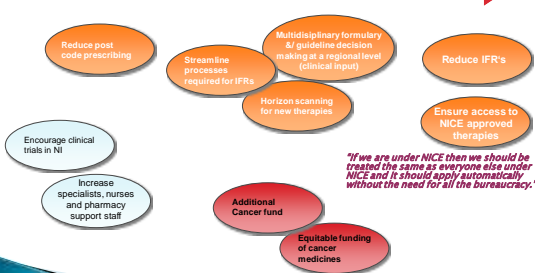 Reduce post
code prescribing
Streamline
processes
required for IFRs
Multidisiplinary formulary
&/ guideline decision
making at a regional level
(clinical input)
Horizon scanning
for new therapies
Reduce IFR's
Ensure access to
NICE approved
therapies
"If we are under NICE then we should be
treated the same as everyone else under
NICE and it should apply automatically
without the need for all the bureaucracy."
Encourage clinical
trials in NI
Increase
specialists, nurses
and pharmacy
support staff
Additional
Cancer fund
Equitable funding
of cancer
medicines